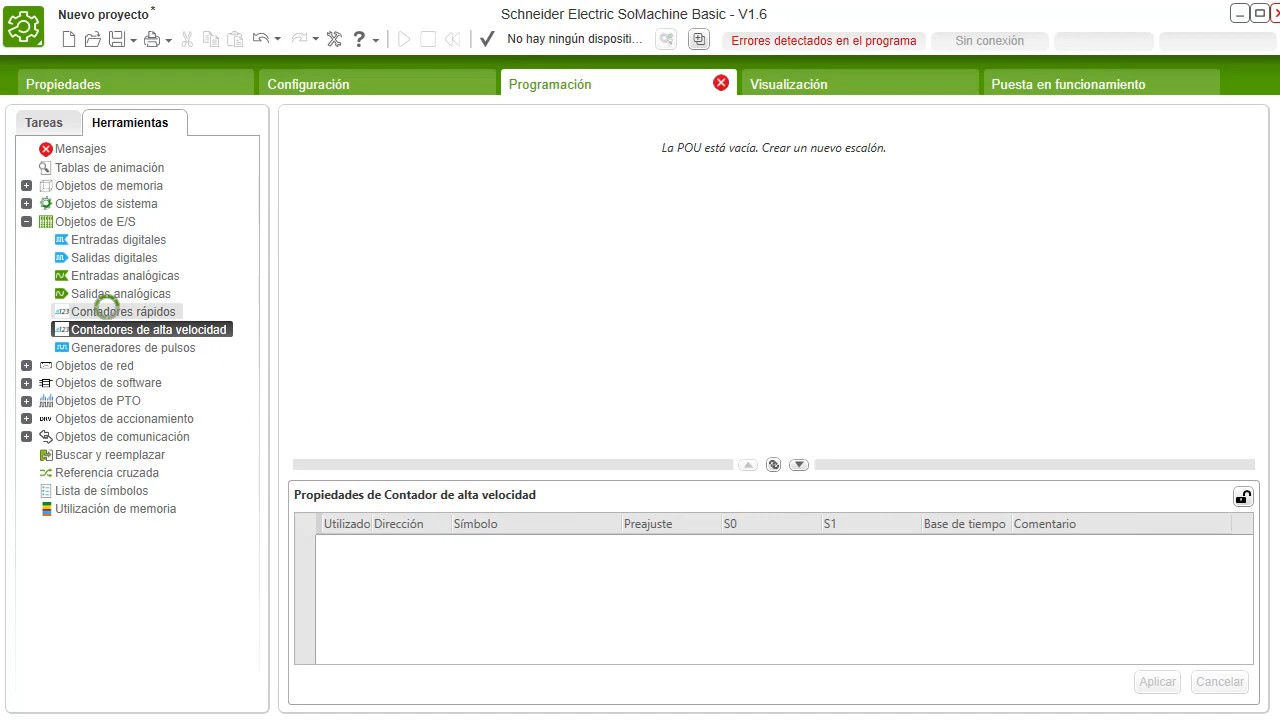 Nuevo proyecto *
Schneider Electric SoMachine Basic - V1.6
No hay ningún dispositi...
Errores detectados en el programa
Sin conexión
Propiedades
Configuración
Programación
Visualización
Puesta en funcionamiento
Tareas
Herramientas
Mensajes
Tablas de animación
Objetos de memoria
Objetos de sistema
Objetos de E/S
Entradas digitales
Salidas digitales
Entradas analógicas
Salidas analógicas
Contadores rápidos
Contadores de alta velocidad
Generadores de pulsos
Objetos de red
Objetos de software
Objetos de PTO
DRV Objetos de accionamiento
Objetos de comunicación
Buscar y reemplazar
Referencia cruzada
Lista de símbolos
Utilización de memoria
La POU está vacía. Crear un nuevo escalón.
Propiedades de Contador de alta velocidad
Utilizado Dirección Símbolo Preajuste S0 S1 Base de tiempo Comentario
Aplicar Cancelar